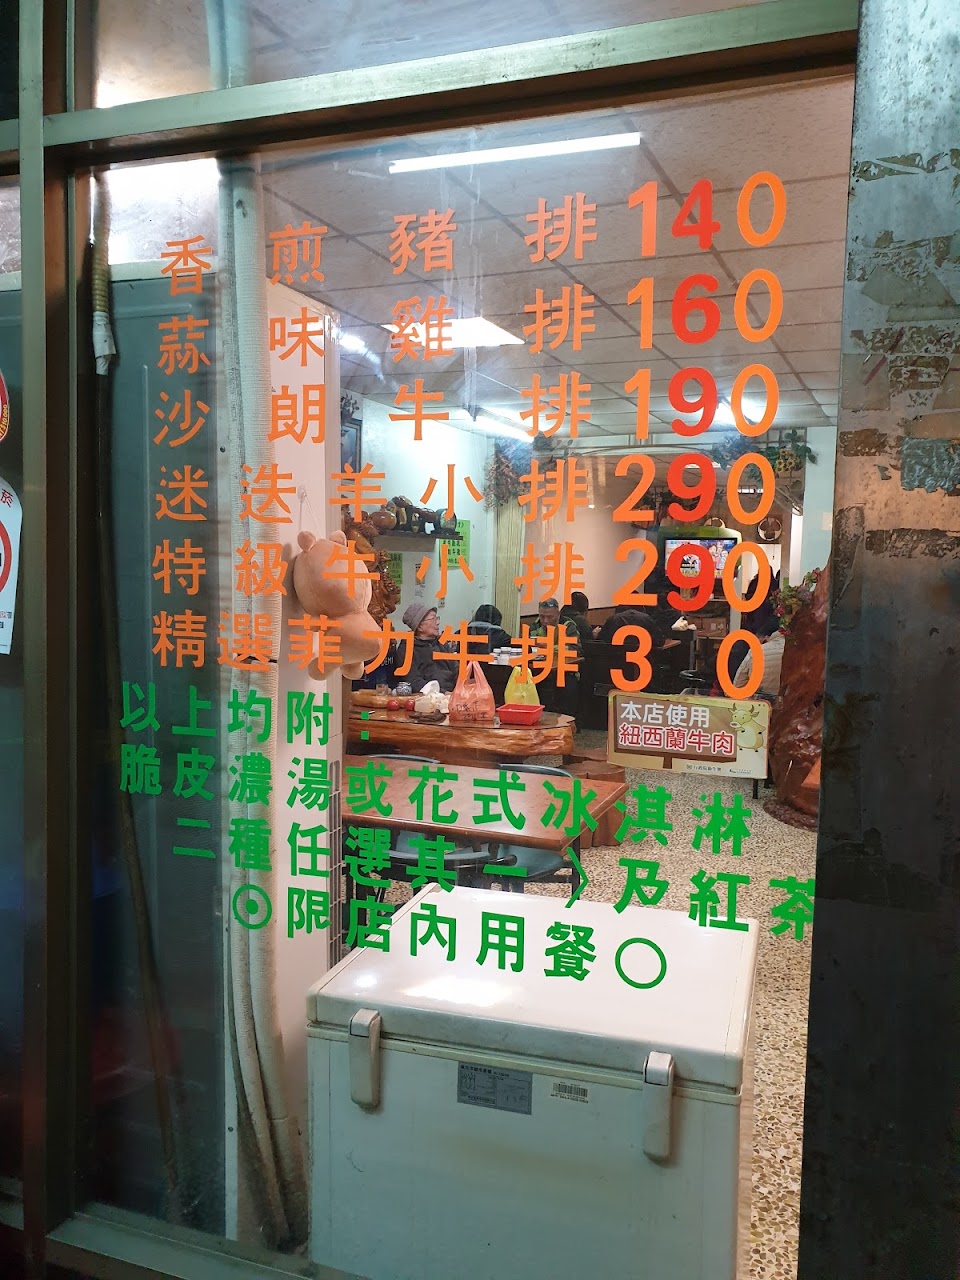 香煎豬排140
蒜味雞排160
沙朗牛排190
迷迭羊小排290
特級牛小排290
精選菲力牛排3 0
以上均附：
脆皮濃湯或花式冰淇淋
二種任選其一〉及紅茶
⊙限店內用餐○
本店使用
紐西蘭牛肉